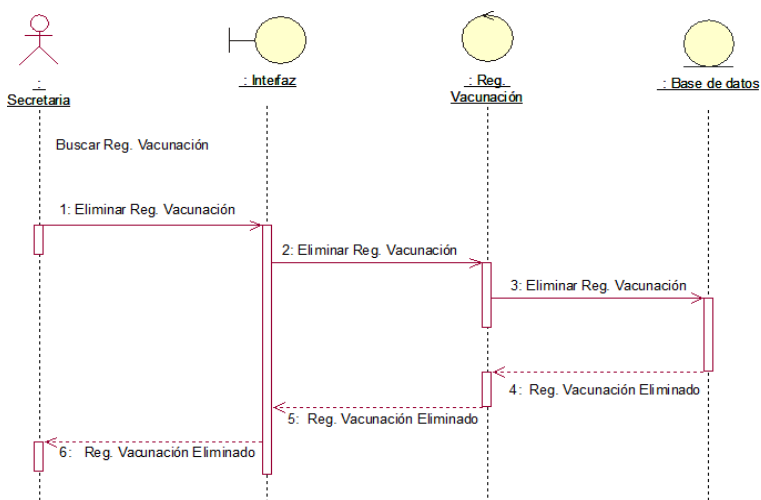 :
Secretaria
: Interfaz
: Reg.
Vacunación
: Base de datos
Buscar Reg. Vacunación
1: Eliminar Reg. Vacunación
2: Eliminar Reg. Vacunación
3: Eliminar Reg. Vacunación
4: Reg. Vacunación Eliminado
5: Reg. Vacunación Eliminado
6: Reg. Vacunación Eliminado